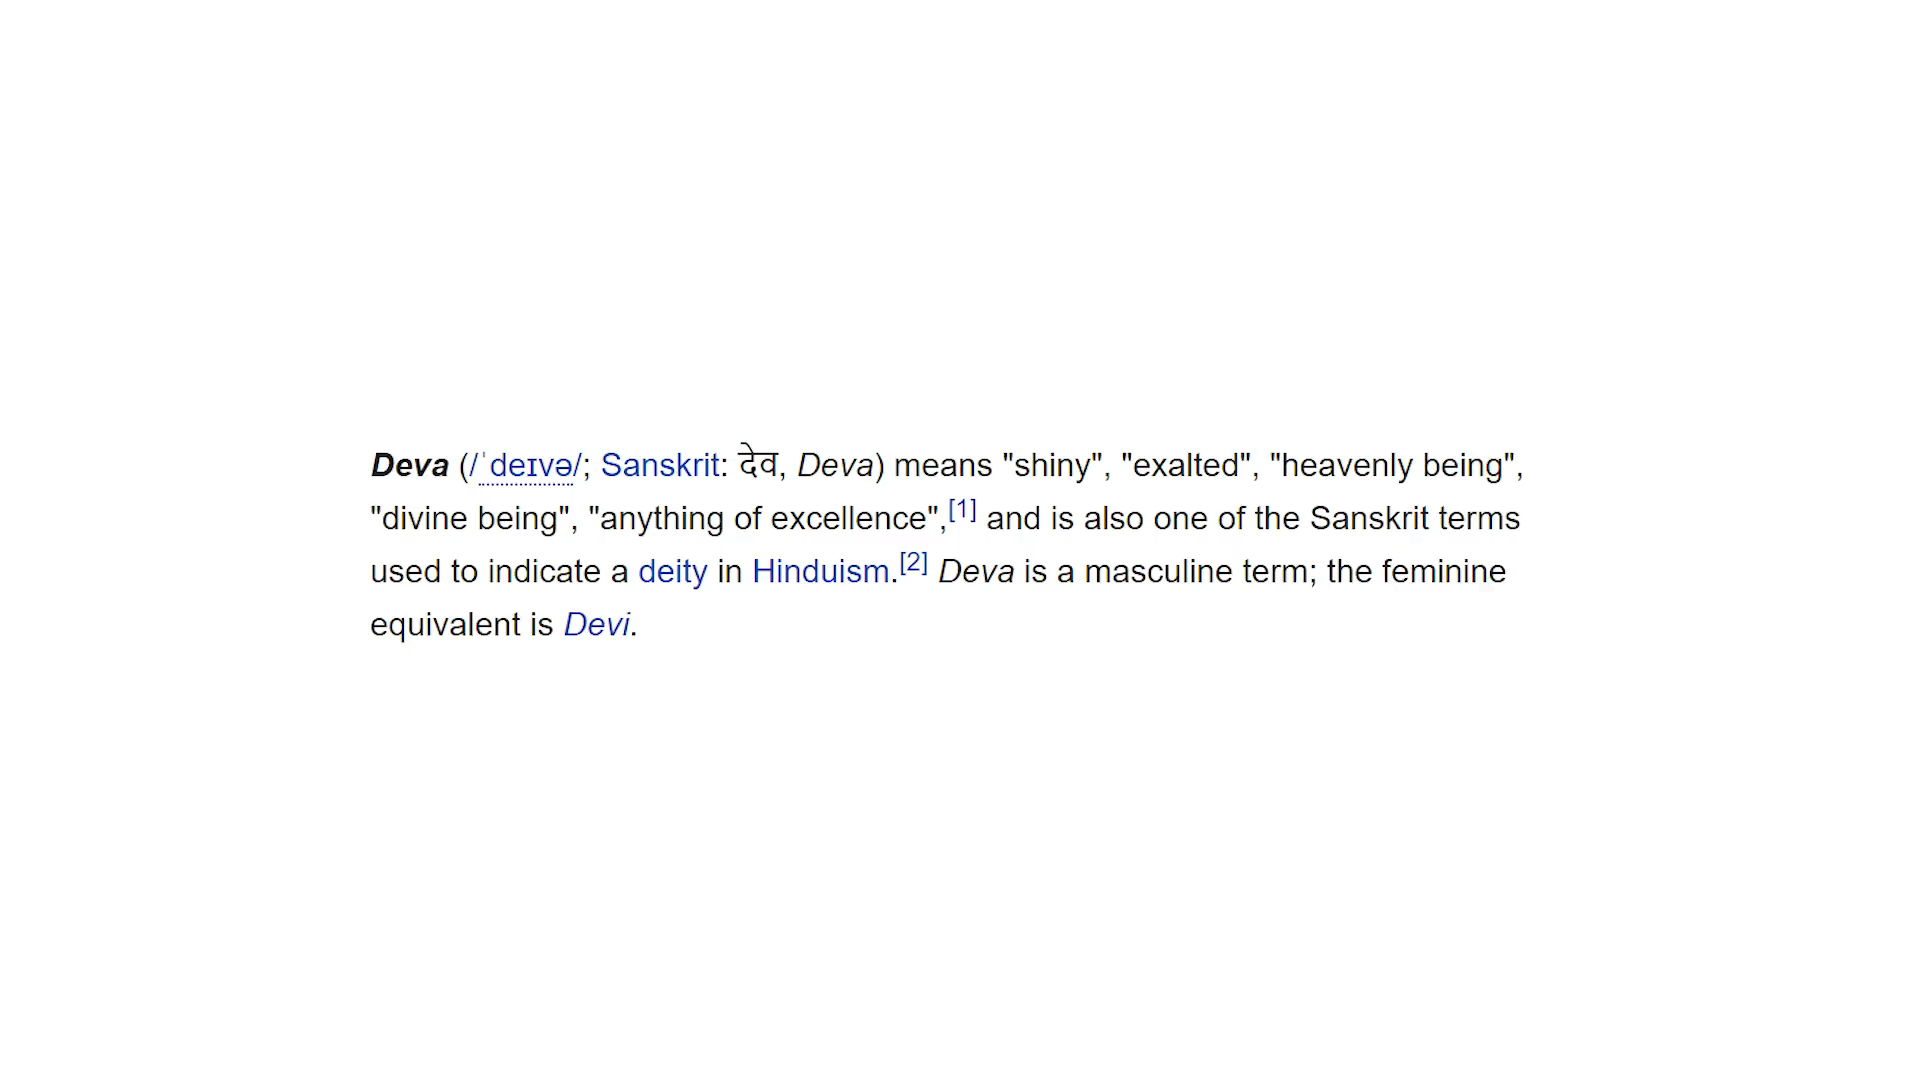 Deva (/ˈdeɪvə/; Sanskrit: देव, Deva) means "shiny", "exalted", "heavenly being",
"divine being", "anything of excellence",[1] and is also one of the Sanskrit terms
used to indicate a deity in Hinduism.[2] Deva is a masculine term; the feminine
equivalent is Devi.